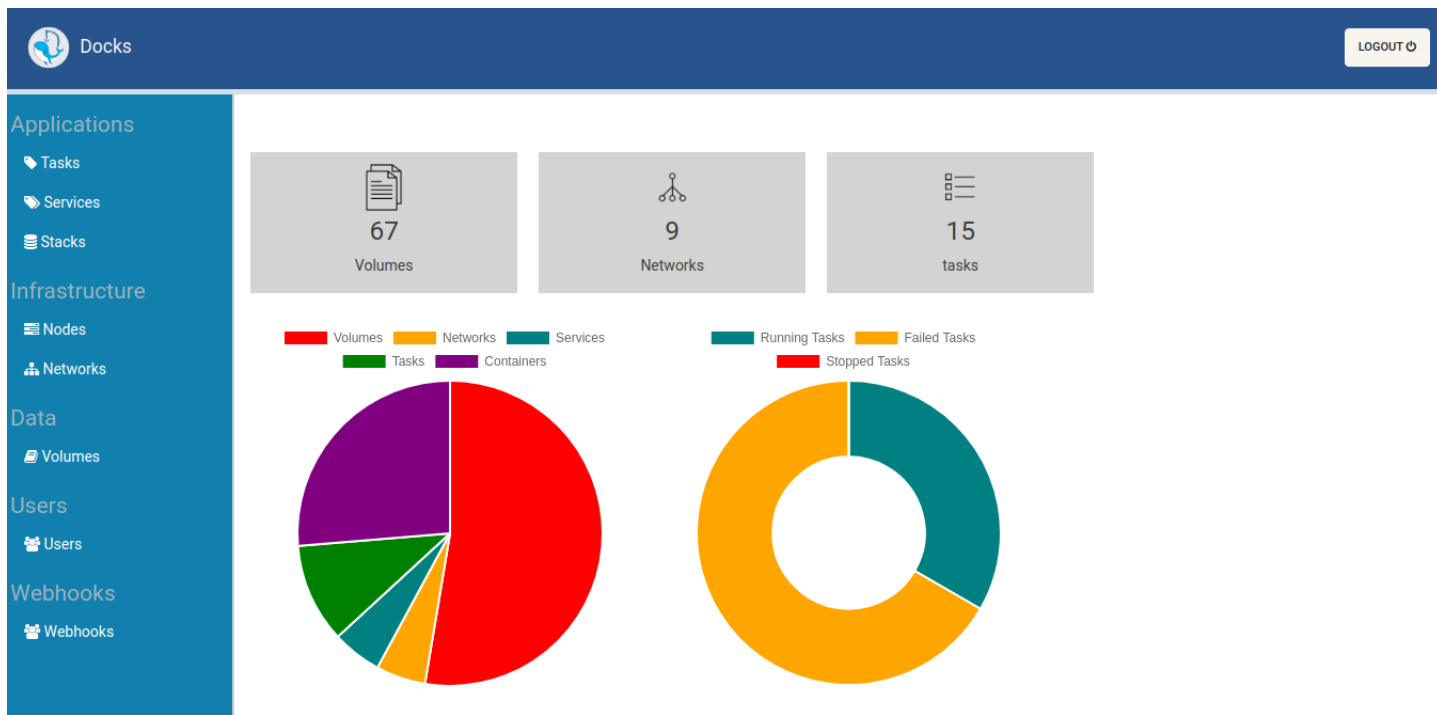 Docks
LOGOUT
Applications
Tasks
Services
Stacks
Infrastructure
Nodes
Networks
Data
Volumes
Users
Users
Webhooks
Webhooks
67
Volumes
9
Networks
15
tasks
Volumes Networks Services
Tasks Containers
Running Tasks Failed Tasks
Stopped Tasks